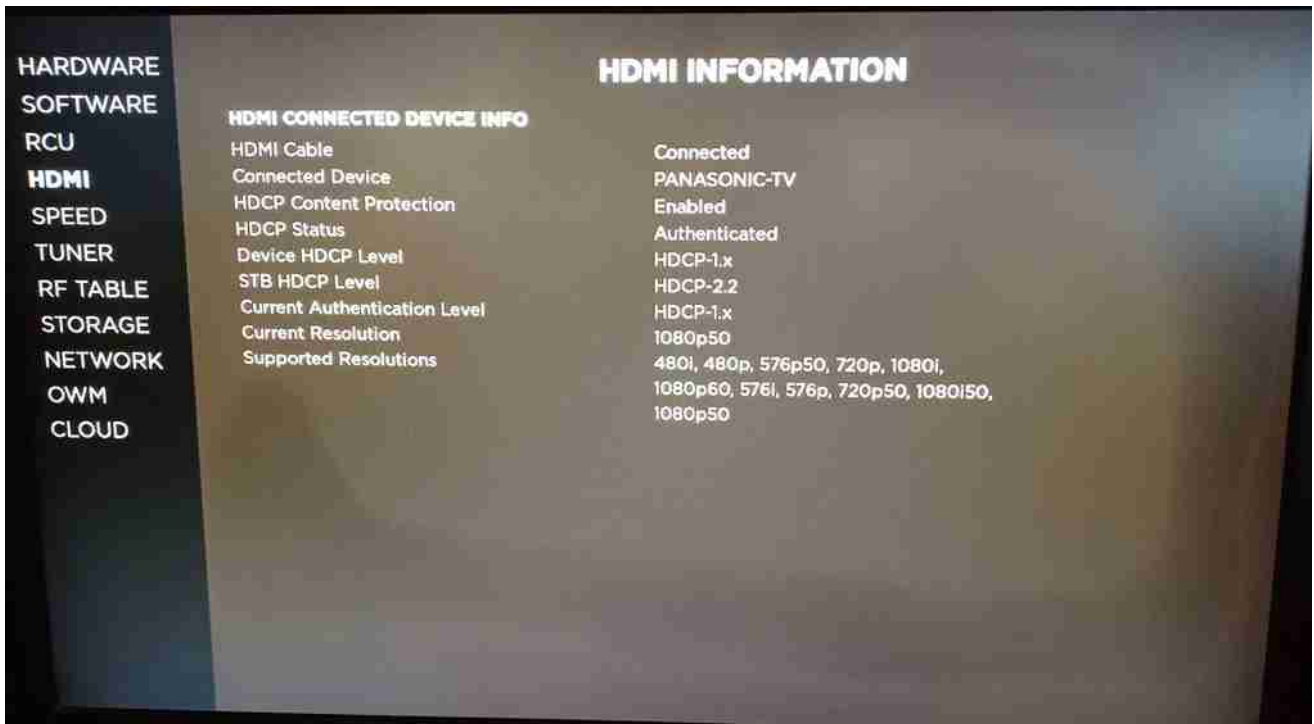 HARDWARE
SOFTWARE
RCU
HDMI
SPEED
TUNER
RF TABLE
STORAGE
NETWORK
OWM
CLOUD
HDMI INFORMATION
HDMI CONNECTED DEVICE INFO
HDMI Cable Connected
Connected Device PANASONIC-TV
HDCP Content Protection Enabled
HDCP Status Authenticated
Device HDCP Level HDCP-1.x
STB HDCP Level HDCP-2.2
Current Authentication Level HDCP-1.x
Current Resolution 1080p50
Supported Resolutions 480i, 480p, 576p50, 720p, 1080i,
1080p60, 576i, 576p, 720p50, 1080i50,
1080p50